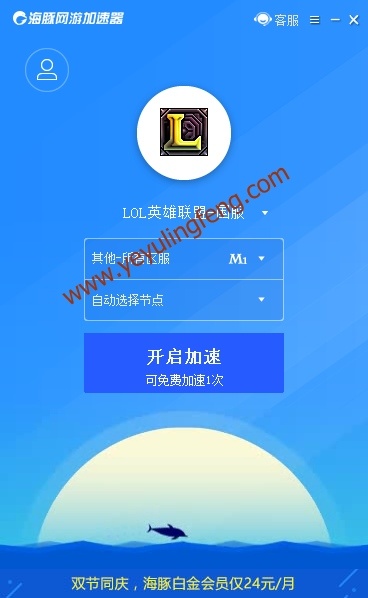 海豚网游加速器
客服
LOL英雄联盟-国服
其他-所有区服 M1
自动选择节点
开启加速
可免费加速1次
双节同庆，海豚白金会员仅24元/月
www.yayulingfeng.com